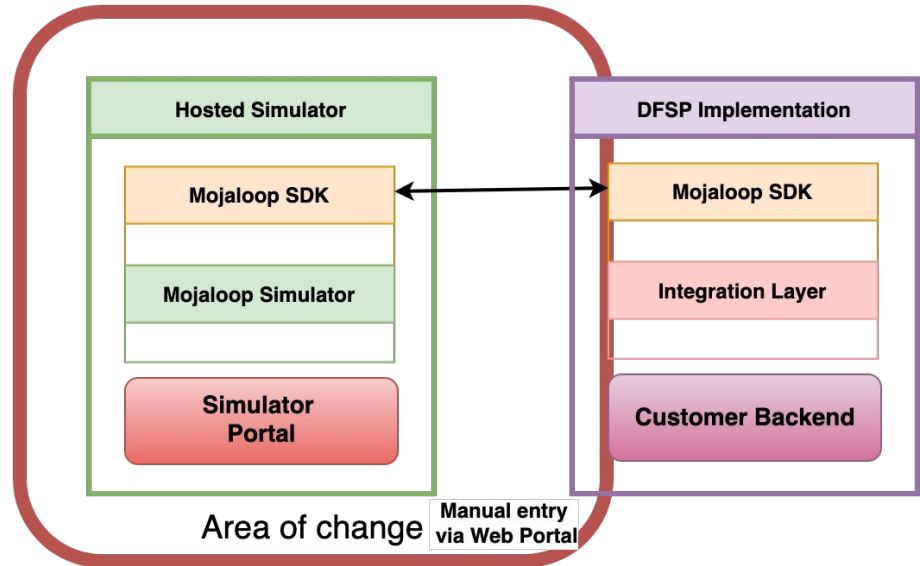 Hosted Simulator
Mojaloop SDK
Mojaloop Simulator
Simulator
Portal
DFSP Implementation
Mojaloop SDK
Integration Layer
Customer Backend
Area of change
Manual entry
via Web Portal